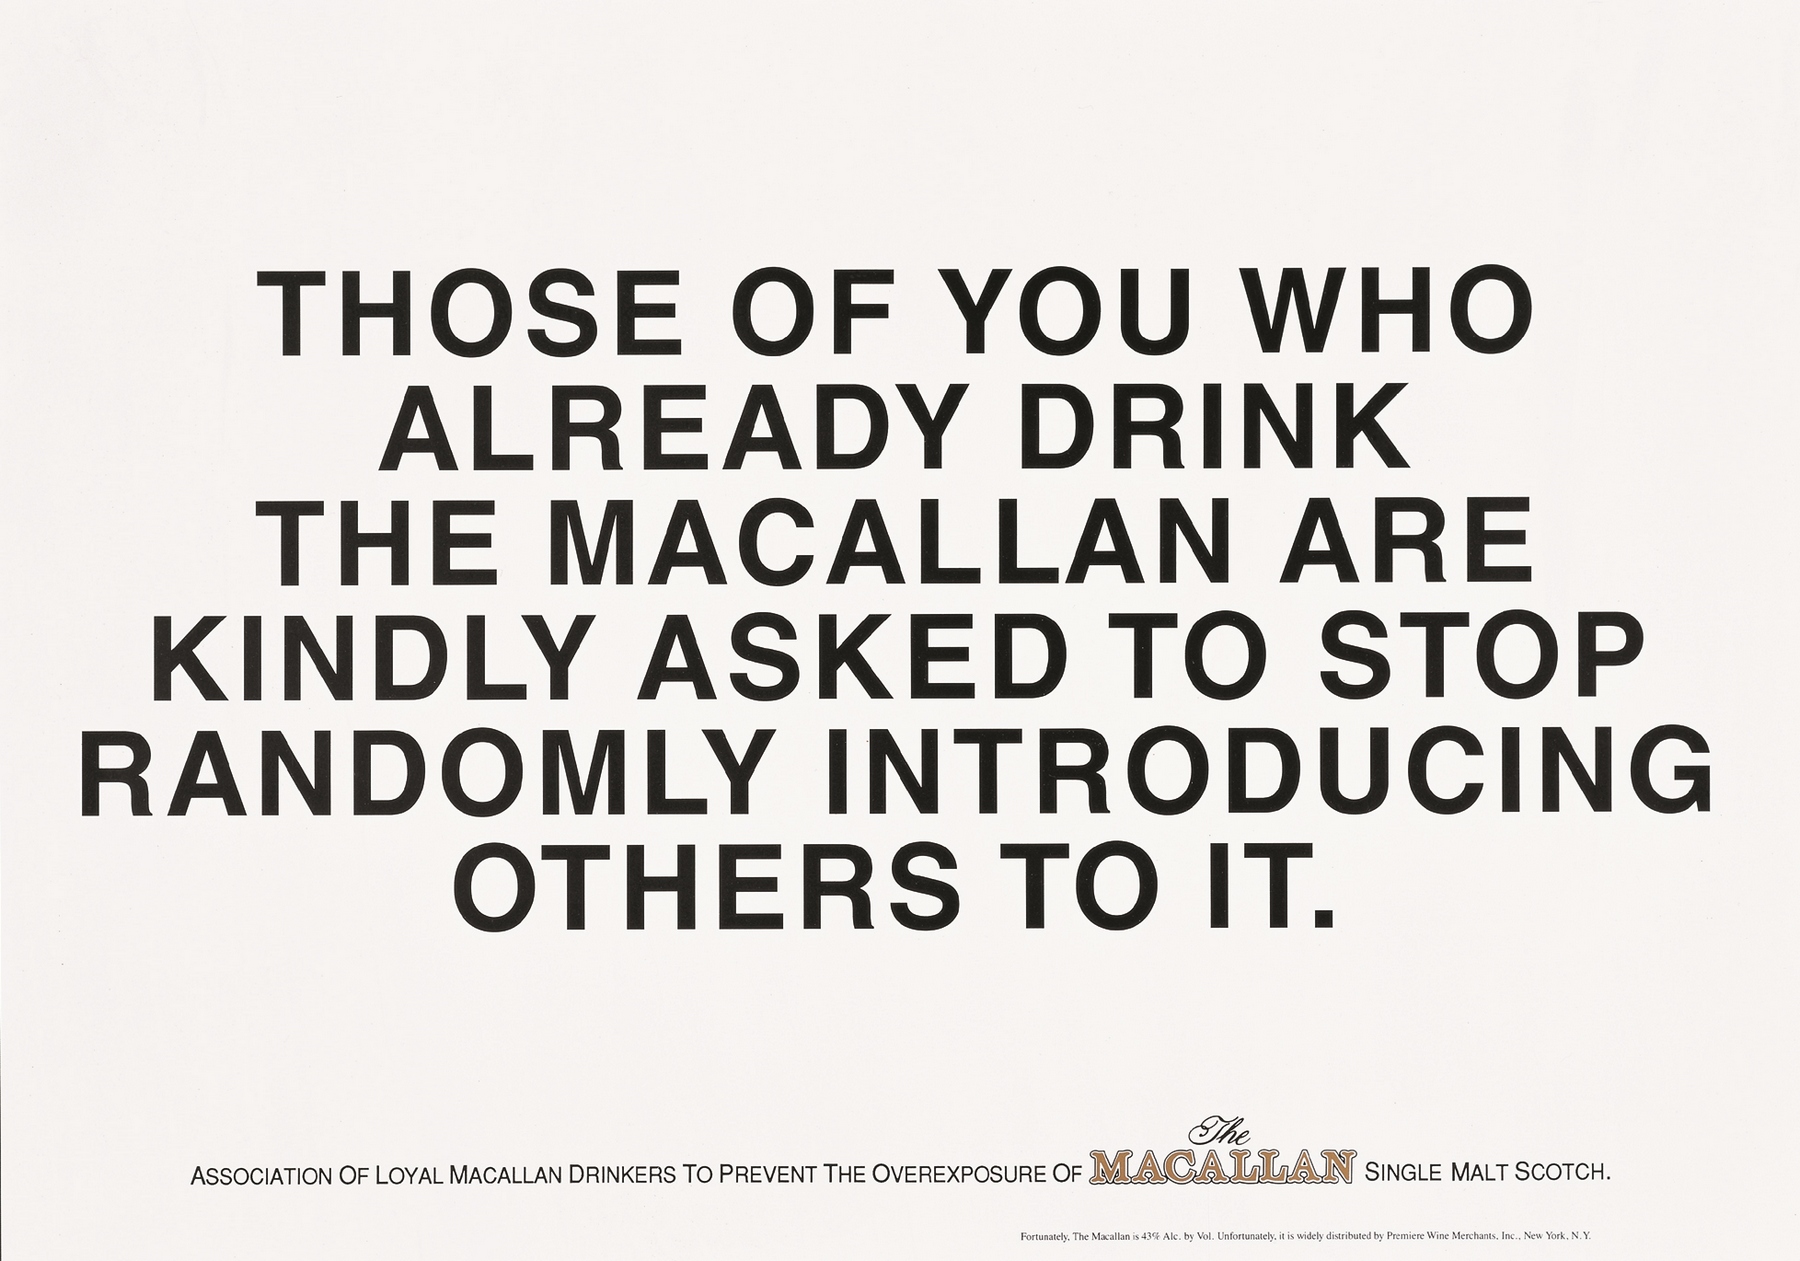 THOSE OF YOU WHO
ALREADY DRINK
THE MACALLAN ARE
KINDLY ASKED TO STOP
RANDOMLY INTRODUCING
OTHERS TO IT.
ASSOCIATION OF LOYAL MACALLAN DRINKERS TO PREVENT THE OVEREXPOSURE OF The MACALLAN SINGLE MALT SCOTCH.
Fortunately, The Macallan is 43% Alc. by Vol. Unfortunately, it is widely distributed by Premiere Wine Merchants, Inc., New York, N.Y.